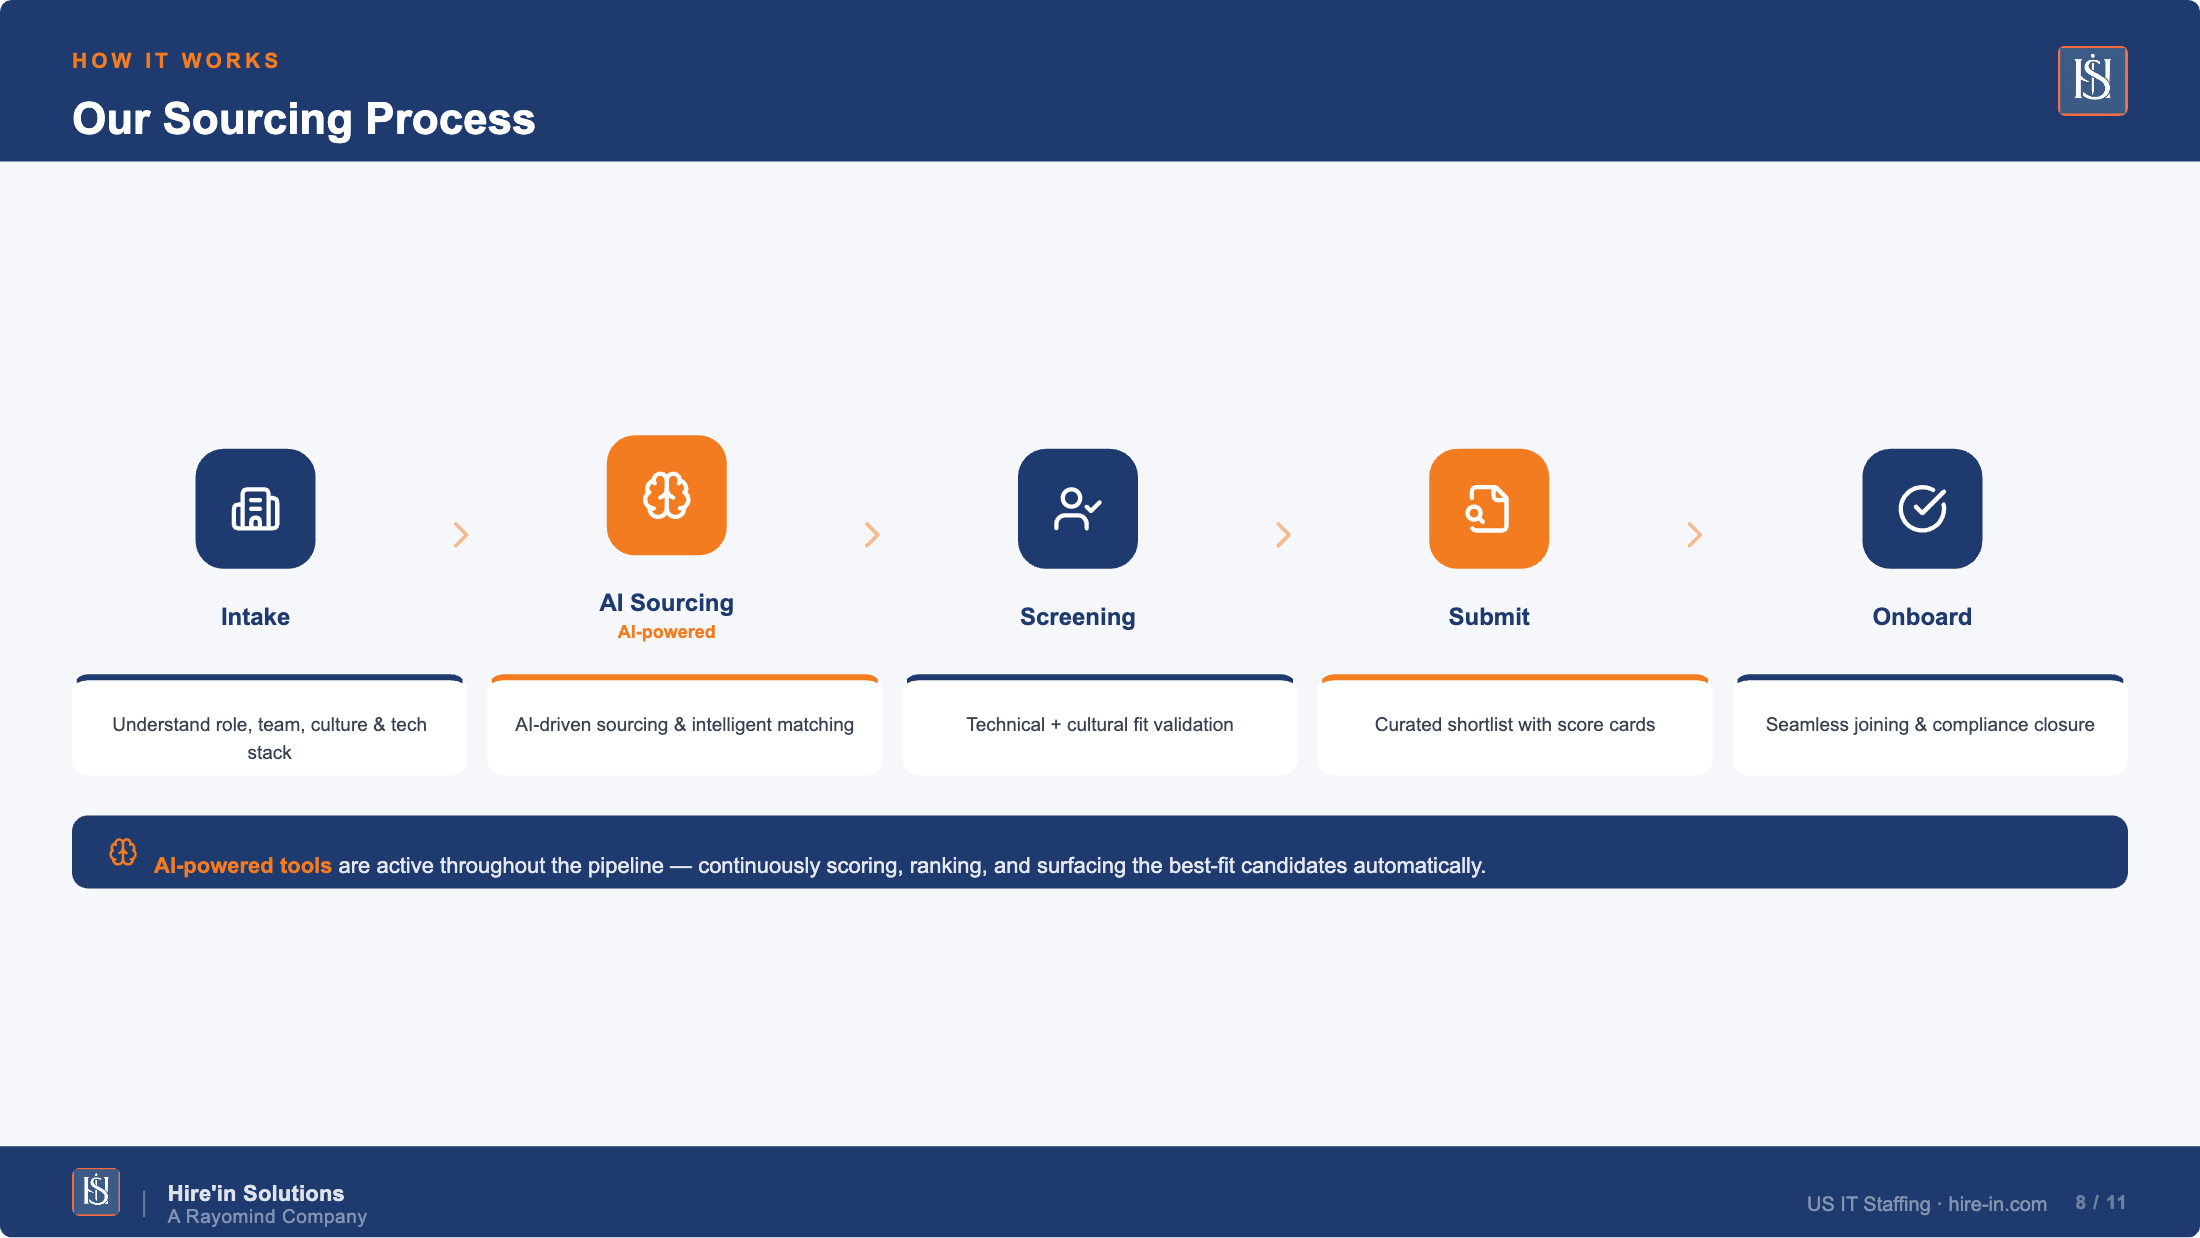 HOW IT WORKS
Our Sourcing Process
HSI
Intake
AI Sourcing
AI-powered
Screening
Submit
Onboard
Understand role, team, culture & tech
stack
AI-driven sourcing & intelligent matching
Technical + cultural fit validation
Curated shortlist with score cards
Seamless joining & compliance closure
AI-powered tools are active throughout the pipeline — continuously scoring, ranking, and surfacing the best-fit candidates automatically.
HSI
Hire'in Solutions
A Rayomind Company
US IT Staffing · hire-in.com
8 / 11